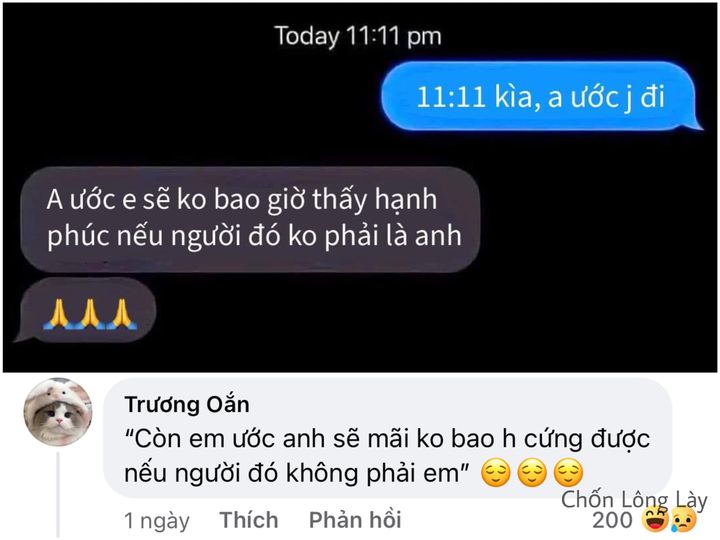 Today 11:11 pm
11:11 kìa, a ước j đi
A ước e sẽ ko bao giờ thấy hạnh
phúc nếu người đó ko phải là anh
🙏🙏🙏
Trương Oắn
“Còn em ước anh sẽ mãi ko bao h cứng được
nếu người đó không phải em” 😌😌😌
Chốn Lông Lày
1 ngày Thích Phản hồi 200 😆😢